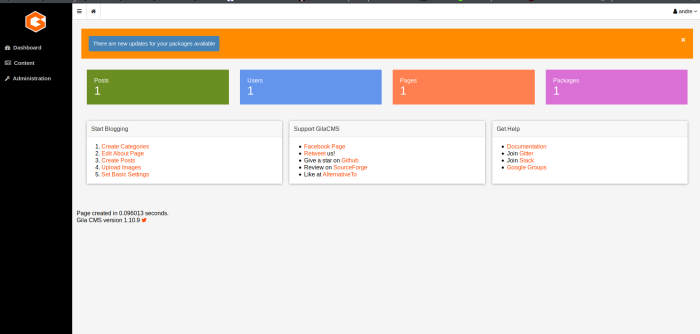 andre
Dashboard
Content
Administration
There are new updates for your packages available
×
Posts
1
Users
1
Pages
1
Packages
1
Start Blogging
1. Create Categories
2. Edit About Page
3. Create Posts
4. Upload Images
5. Set Basic Settings
Support GilaCMS
• Facebook Page
• Retweet us!
• Give a star on Github
• Review on SourceForge
• Like at AlternativeTo
Get Help
• Documentation
• Join Gitter.
• Join Slack
• Google Groups
Page created in 0.096013 seconds.
Gila CMS version 1.10.9